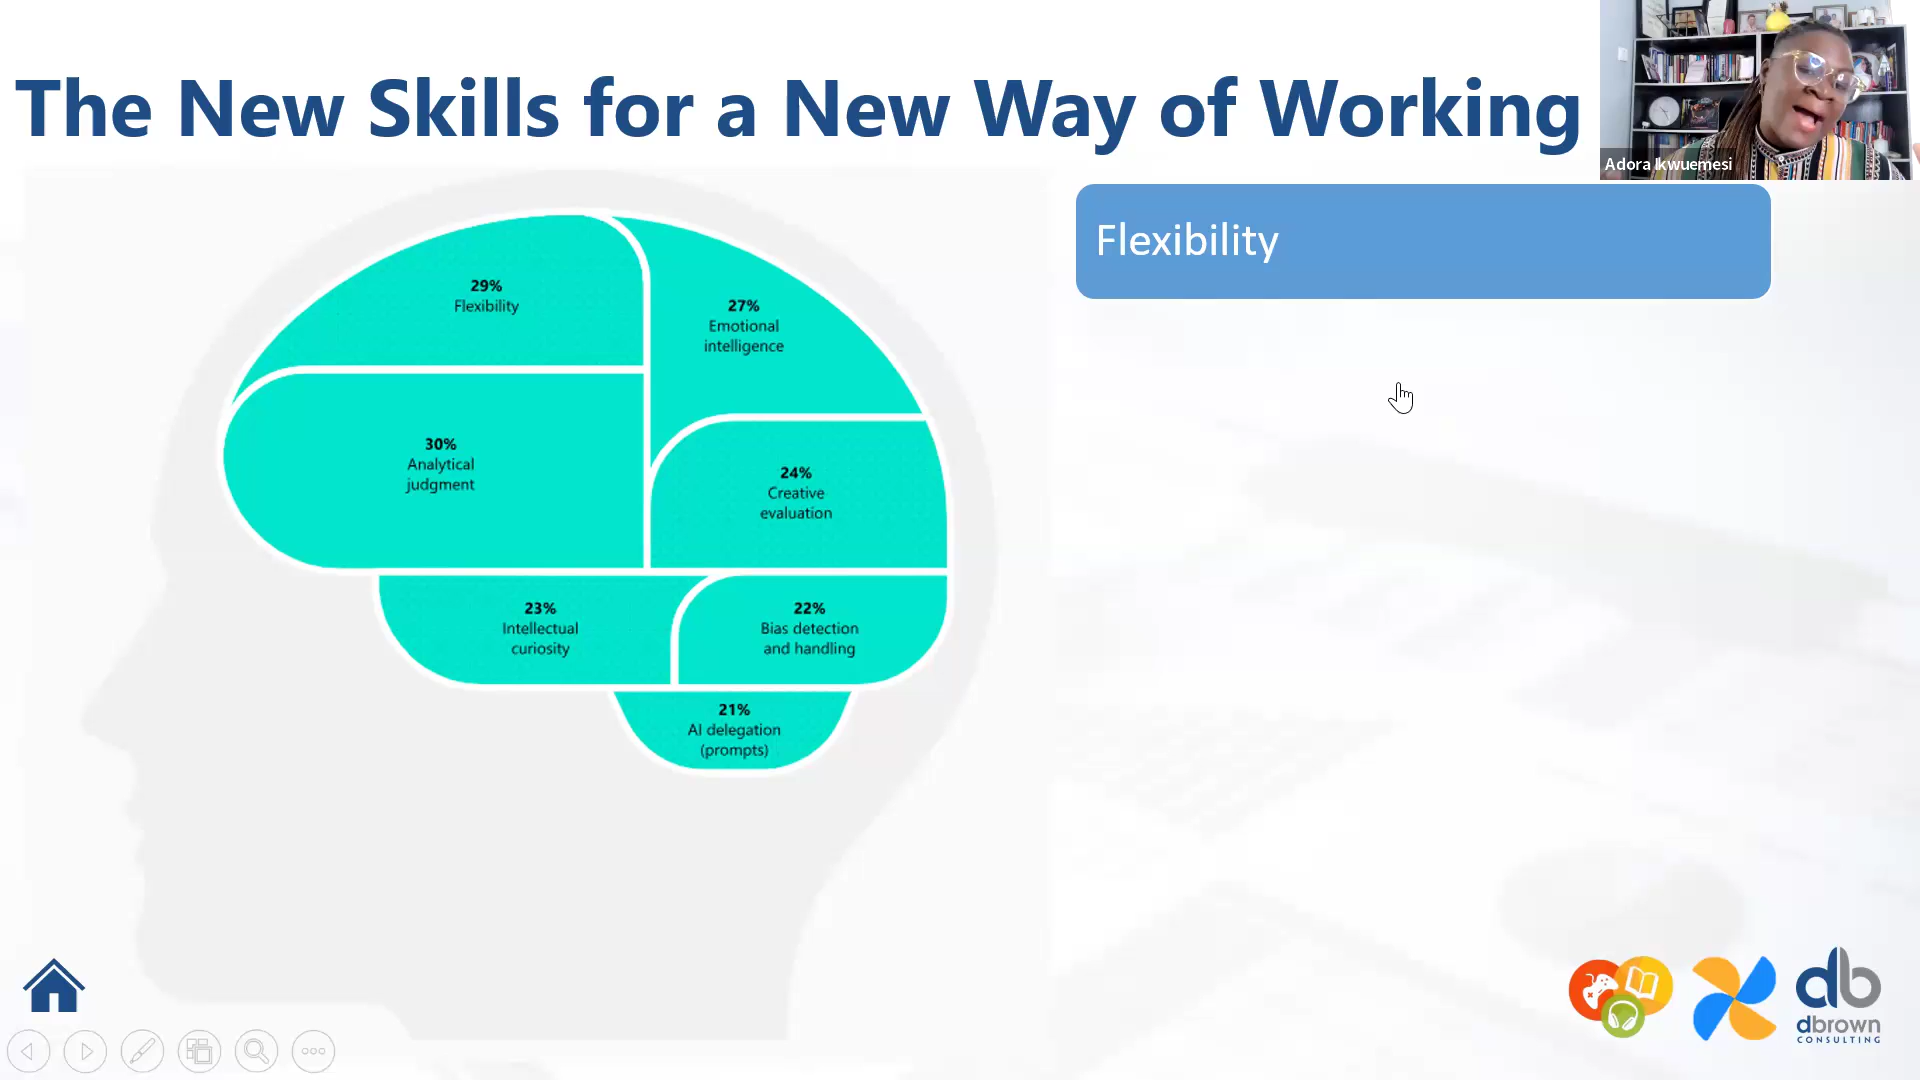 The New Skills for a New Way of Working
Adora Ikwuemesi
Flexibility
29%
Flexibility
27%
Emotional
intelligence
30%
Analytical
judgment
24%
Creative
evaluation
23%
Intellectual
curiosity
22%
Bias detection
and handling
21%
AI delegation
(prompts)
db
dbrown
CONSULTING